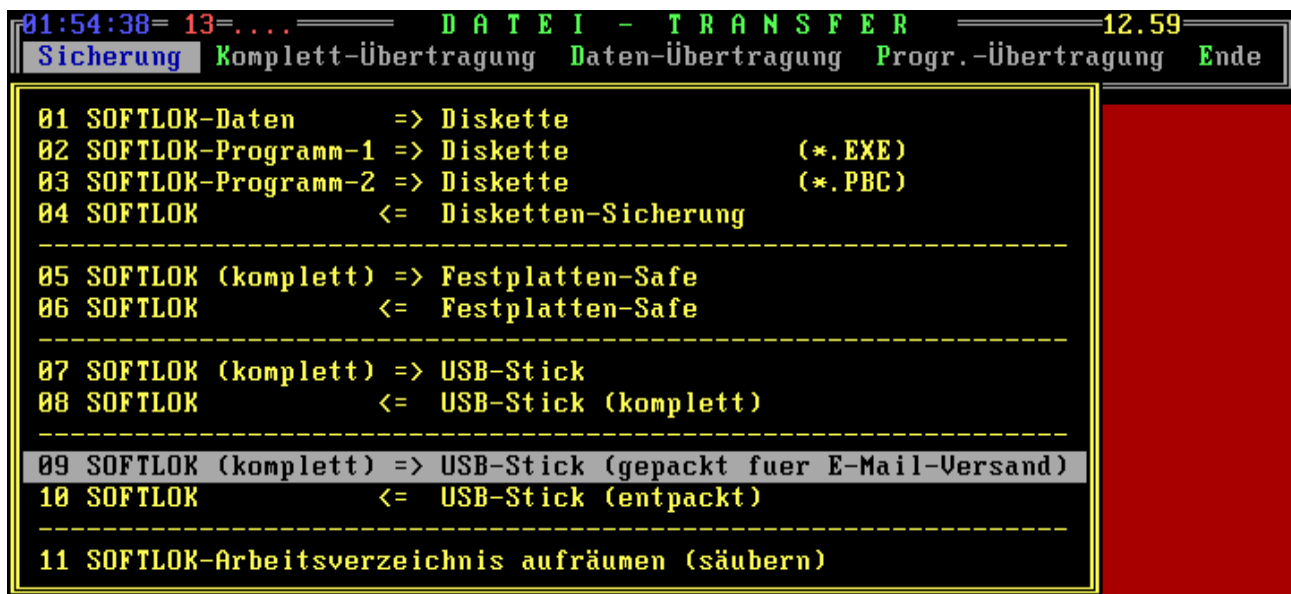 01:54:38= 13=....====== D A T E I - T R A N S F E R ======12.59
Sicherung Komplett-Übertragung Daten-Übertragung Progr.-Übertragung Ende
01 SOFTLOK-Daten => Diskette
02 SOFTLOK-Programm-1 => Diskette (*.EXE)
03 SOFTLOK-Programm-2 => Diskette (*.PBC)
04 SOFTLOK <= Disketten-Sicherung
05 SOFTLOK (komplett) => Festplatten-Safe
06 SOFTLOK <= Festplatten-Safe
07 SOFTLOK (komplett) => USB-Stick
08 SOFTLOK <= USB-Stick (komplett)
09 SOFTLOK (komplett) => USB-Stick (gepackt fuer E-Mail-Versand)
10 SOFTLOK <= USB-Stick (entpackt)
11 SOFTLOK-Arbeitsverzeichnis aufräumen (säubern)